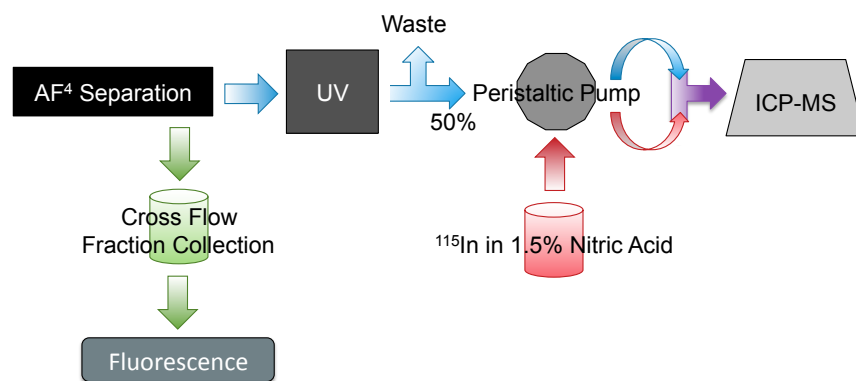 Waste
AF⁴ Separation
UV
Peristaltic Pump
50%
ICP-MS
Cross Flow
Fraction Collection
¹¹⁵In in 1.5% Nitric Acid
Fluorescence